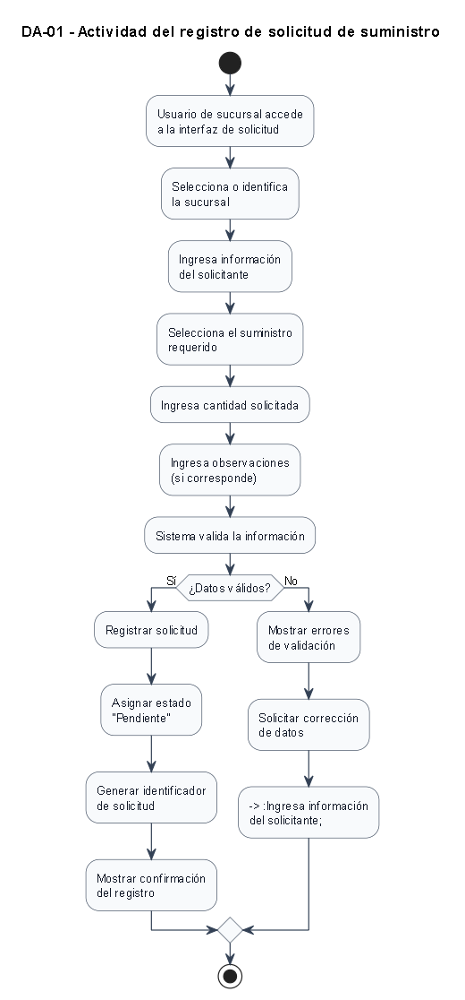 DA-01 - Actividad del registro de solicitud de suministro
Usuario de sucursal accede
a la interfaz de solicitud
Selecciona o identifica
la sucursal
Ingresa información
del solicitante
Selecciona el suministro
requerido
Ingresa cantidad solicitada
Ingresa observaciones
(si corresponde)
Sistema valida la información
¿Datos válidos?
Sí
No
Registrar solicitud
Asignar estado
"Pendiente"
Generar identificador
de solicitud
Mostrar confirmación
del registro
Mostrar errores
de validación
Solicitar corrección
de datos
-> :Ingresa información
del solicitante;